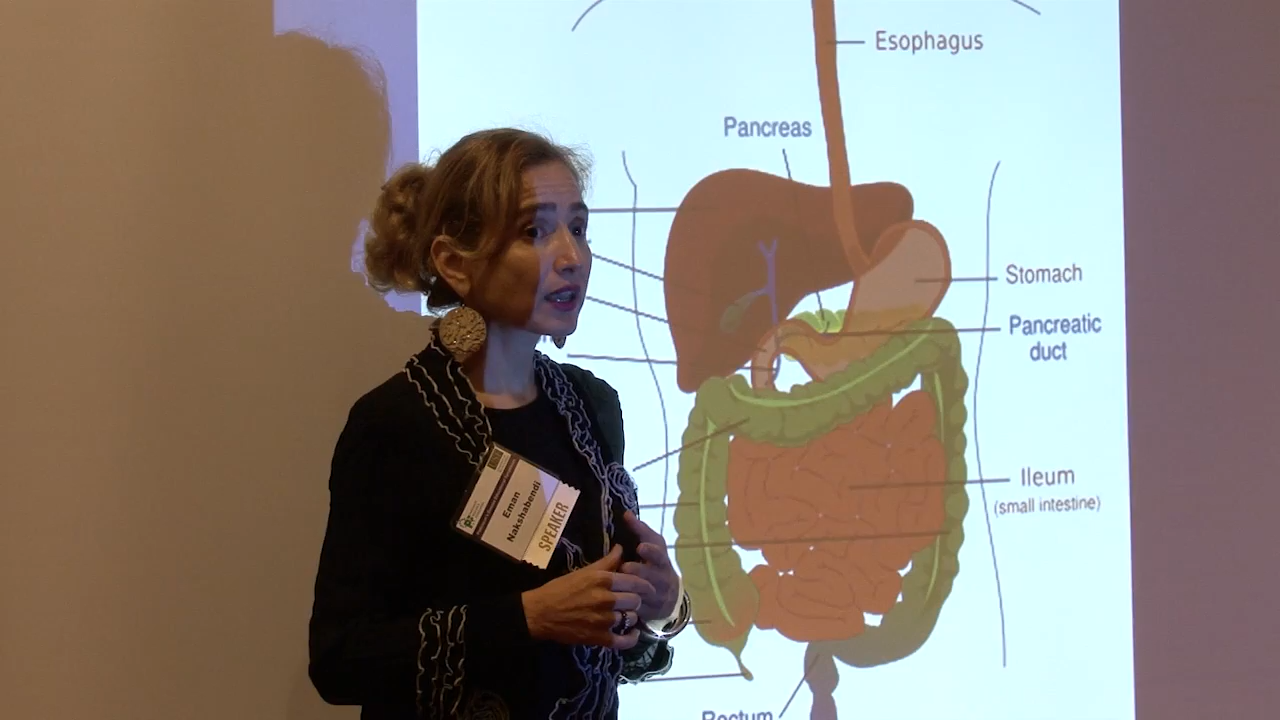 Esophagus
Pancreas
Stomach
Pancreatic
duct
Ileum
(small intestine)
Rectum
Eman
Nakshabendi
SPEAKER